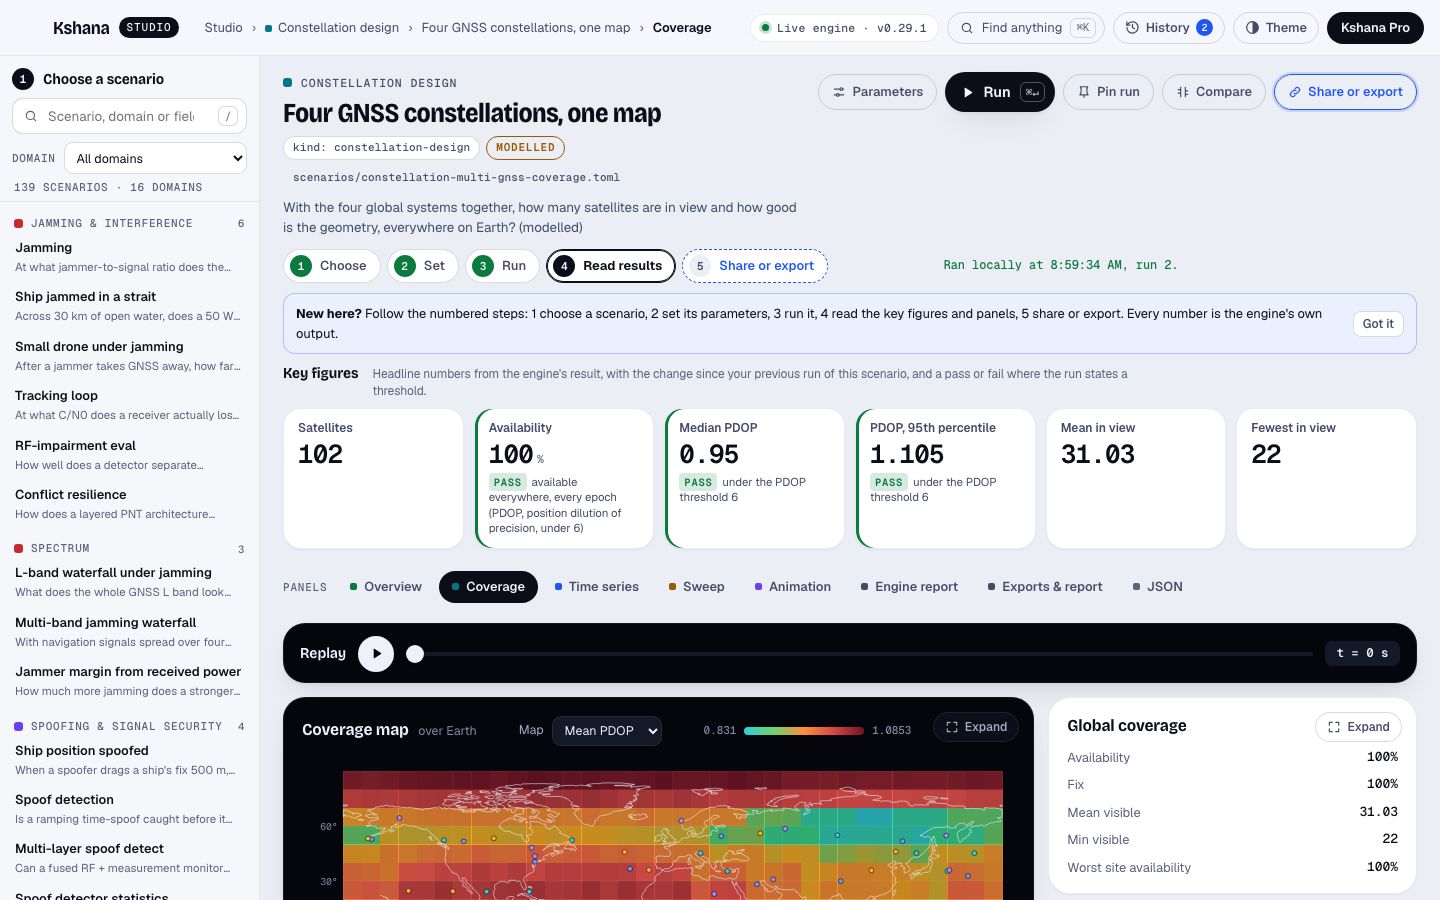 Kshana STUDIO
Studio › Constellation design › Four GNSS constellations, one map › Coverage
Live engine · v0.29.1
Find anything ⌘K
History 2
Theme
Kshana Pro
1 Choose a scenario
Scenario, domain or fiel
/
DOMAIN All domains
139 SCENARIOS · 16 DOMAINS
JAMMING & INTERFERENCE 6
Jamming
At what jammer-to-signal ratio does the…
Ship jammed in a strait
Across 30 km of open water, does a 50 W…
Small drone under jamming
After a jammer takes GNSS away, how far…
Tracking loop
At what C/N0 does a receiver actually los…
RF-impairment eval
How well does a detector separate…
Conflict resilience
How does a layered PNT architecture…
SPECTRUM 3
L-band waterfall under jamming
What does the whole GNSS L band look…
Multi-band jamming waterfall
With navigation signals spread over four…
Jammer margin from received power
How much more jamming does a stronger…
SPOOFING & SIGNAL SECURITY 4
Ship position spoofed
When a spoofer drags a ship's fix 500 m,…
Spoof detection
Is a ramping time-spoof caught before it…
Multi-layer spoof detect
Can a fused RF + measurement monitor…
Spoof detector statistics
CONSTELLATION DESIGN
Four GNSS constellations, one map
Parameters
Run ⌘↵
Pin run
Compare
Share or export
kind: constellation-design
MODELLED
scenarios/constellation-multi-gnss-coverage.toml
With the four global systems together, how many satellites are in view and how good
is the geometry, everywhere on Earth? (modelled)
1 Choose
2 Set
3 Run
4 Read results
5 Share or export
Ran locally at 8:59:34 AM, run 2.
New here? Follow the numbered steps: 1 choose a scenario, 2 set its parameters, 3 run it, 4 read the key figures and panels, 5 share or export. Every number is the engine's own
output.
Got it
Key figures
Headline numbers from the engine's result, with the change since your previous run of this scenario, and a pass or fail where the run states a
threshold.
Satellites
102
Availability
100 %
PASS available
everywhere, every epoch
(PDOP, position dilution of
precision, under 6)
Median PDOP
0.95
PASS under the PDOP
threshold 6
PDOP, 95th percentile
1.105
PASS under the PDOP
threshold 6
Mean in view
31.03
Fewest in view
22
PANELS
Overview
Coverage
Time series
Sweep
Animation
Engine report
Exports & report
JSON
Replay
t = 0 s
Coverage map over Earth
Map Mean PDOP
0.831
1.0853
Expand
60°
30°
Global coverage
Expand
Availability 100%
Fix 100%
Mean visible 31.03
Min visible 22
Worst site availability 100%